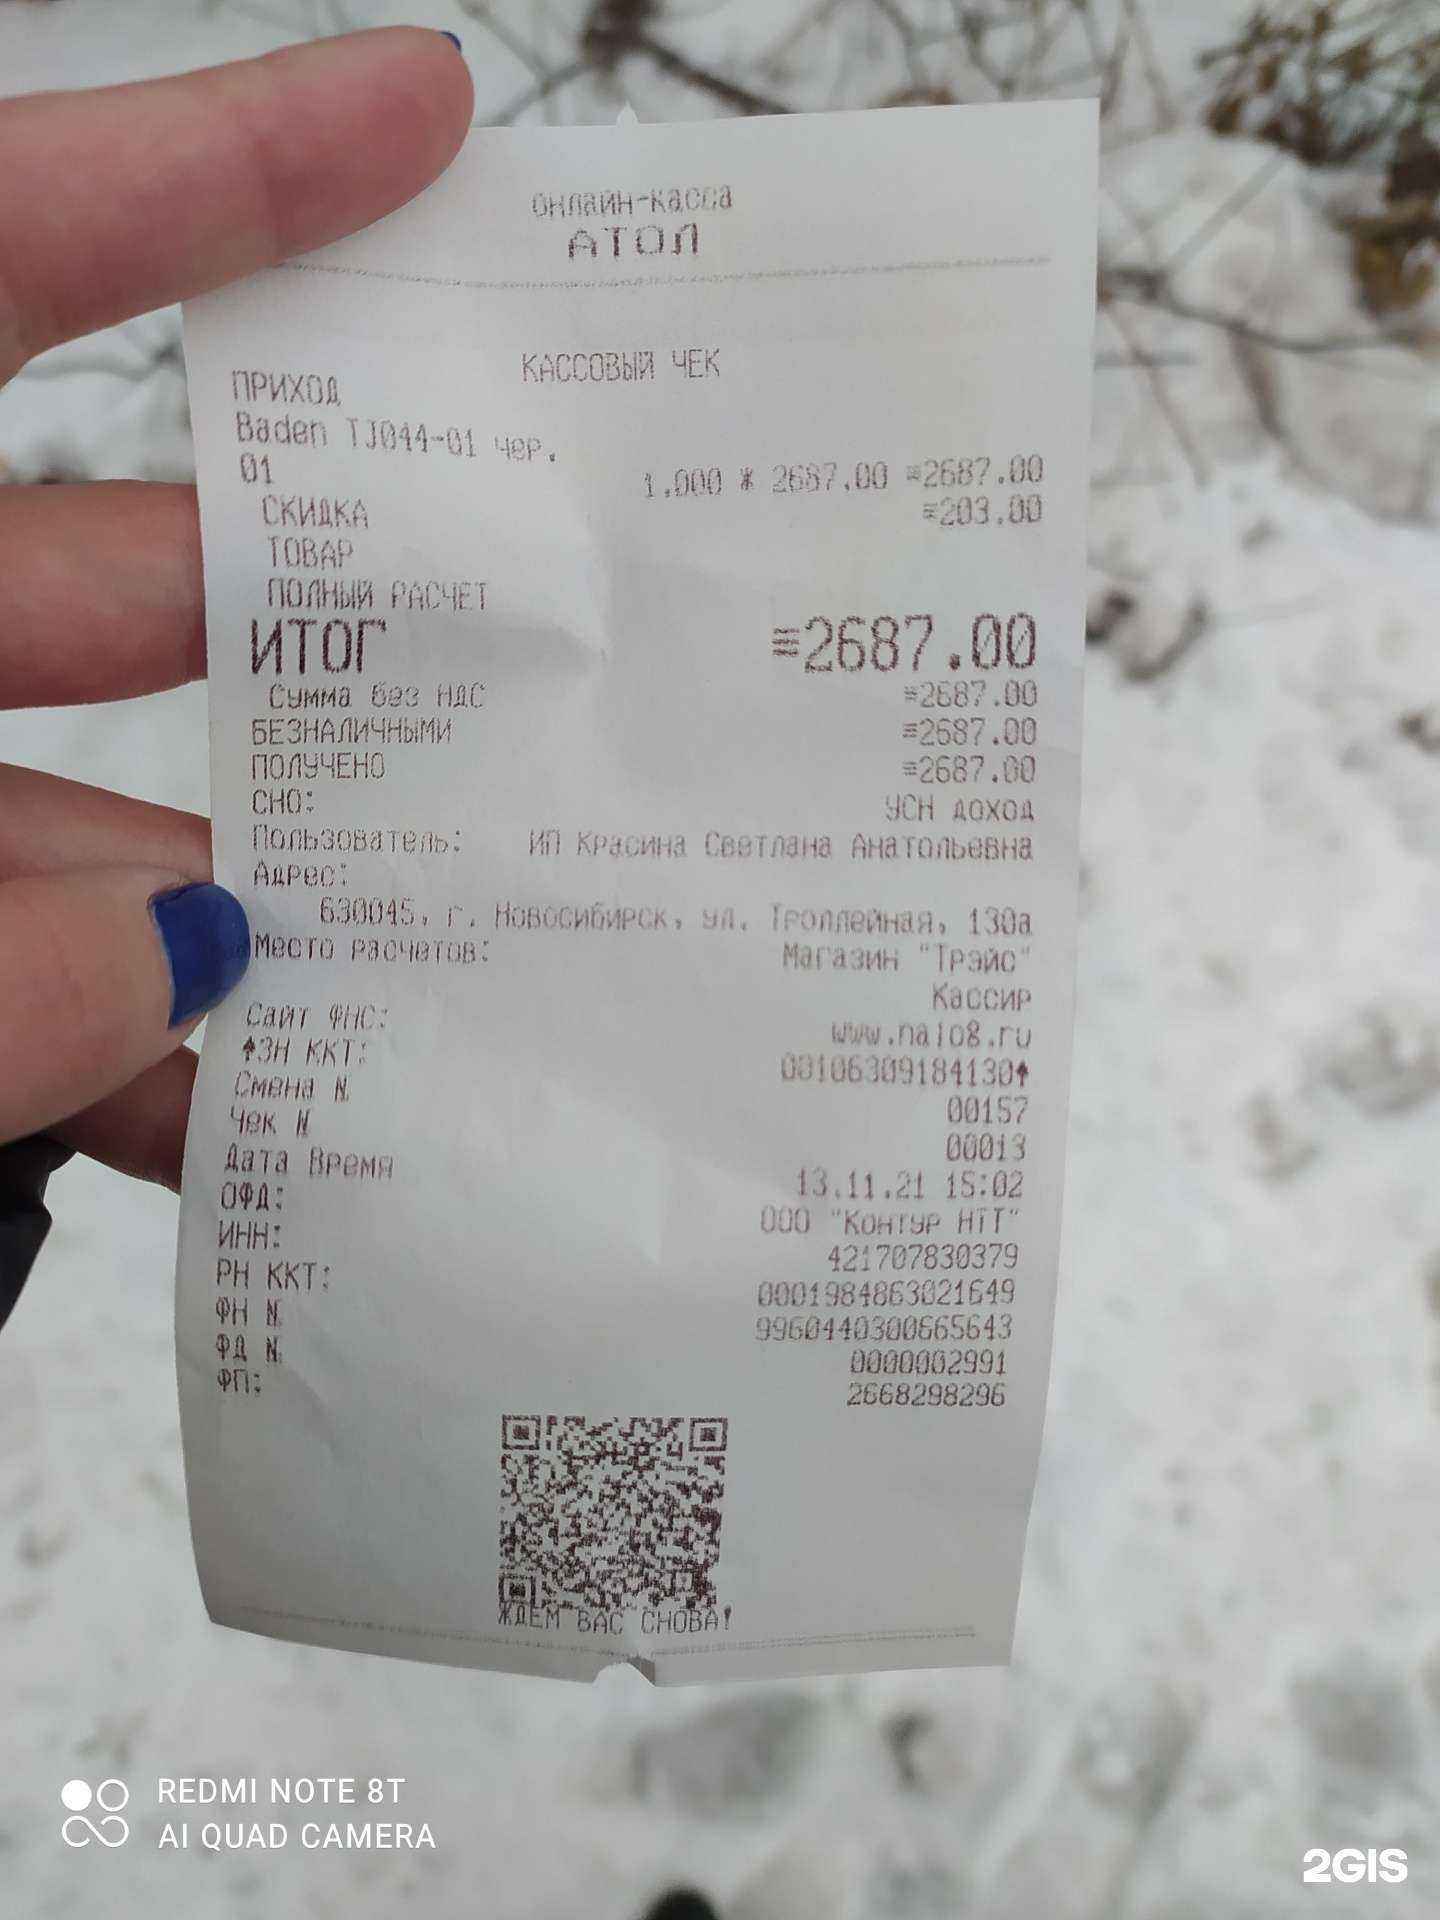 онлайн-касса
АТОЛ
КАССОВЫЙ ЧЕК
ПРИХОД
Baden TJ044-01 чер.
01
1.000 * 2687.00 =2687.00
СКИДКА =203.00
ТОВАР
ПОЛНЫЙ РАСЧЕТ
ИТОГ =2687.00
Сумма без НДС =2687.00
БЕЗНАЛИЧНЫМИ =2687.00
ПОЛУЧЕНО =2687.00
СНО: УСН доход
Пользователь: ИП Красина Светлана Анатольевна
Адрес:
630045, г. Новосибирск, ул. Троллейная, 130а
Место расчетов: Магазин "Трэйс"
Кассир
Сайт ФНС: www.nalog.ru
↑ЗН ККТ: 00106309184130↑
Смена № 00157
Чек № 00013
Дата Время 13.11.21 15:02
ОФД: ООО "Контур НТТ"
ИНН: 421707830379
РН ККТ: 0001984863021649
ФН № 9960440300665643
ФД № 0000002991
ФП: 2668298296
ЖДЕМ ВАС СНОВА!
REDMI NOTE 8T
AI QUAD CAMERA
2GIS